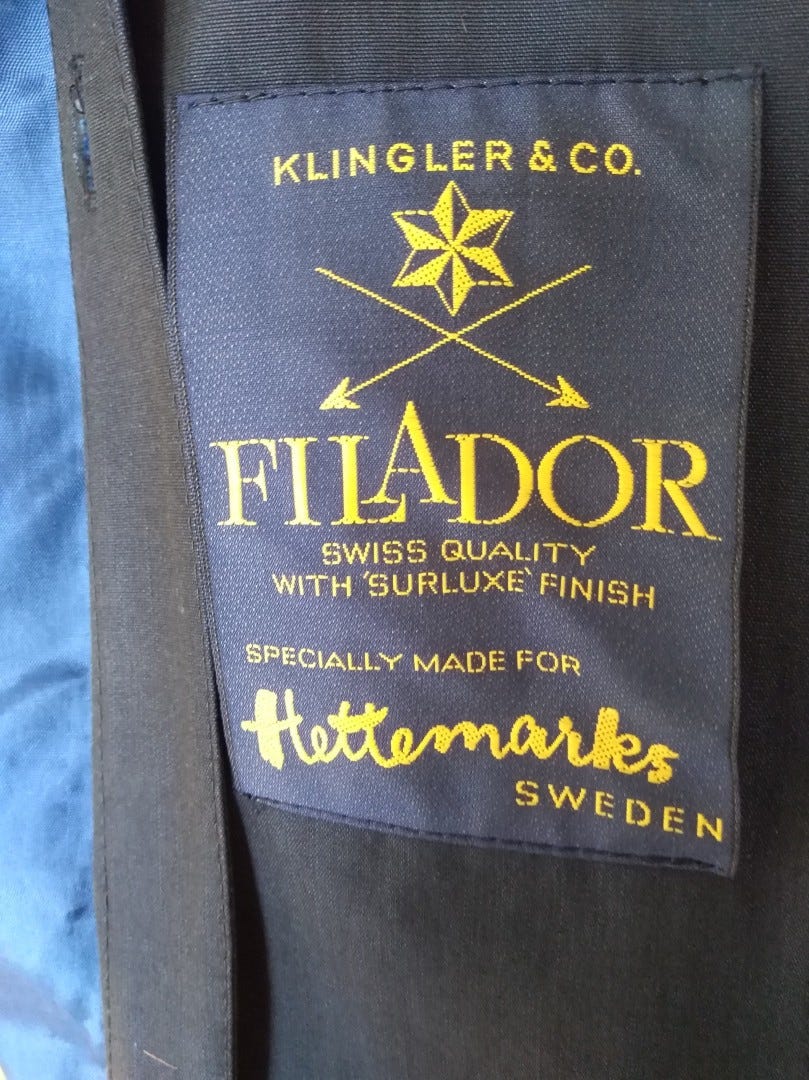 KLINGLER & CO.
FILADOR
SWISS QUALITY
WITH 'SURLUXE' FINISH
SPECIALLY MADE FOR
Hettemarks
SWEDEN